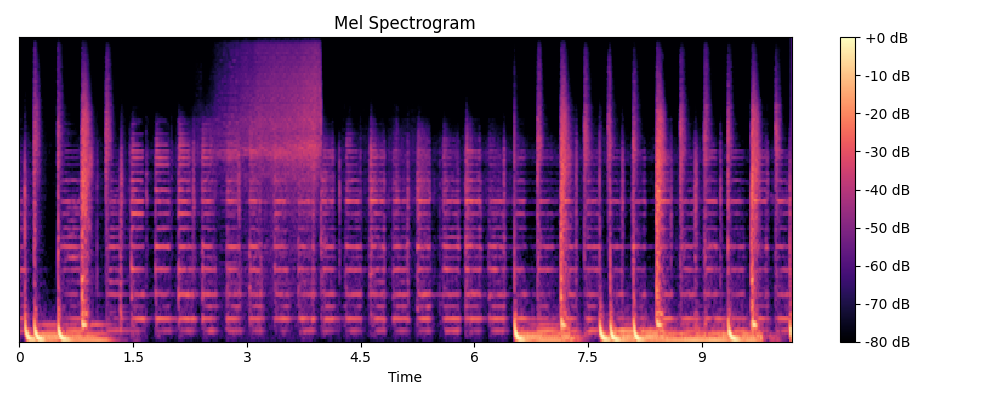 Mel Spectrogram
+0 dB
-10 dB
-20 dB
-30 dB
-40 dB
-50 dB
-60 dB
-70 dB
-80 dB
0 1.5 3 4.5 6 7.5 9
Time